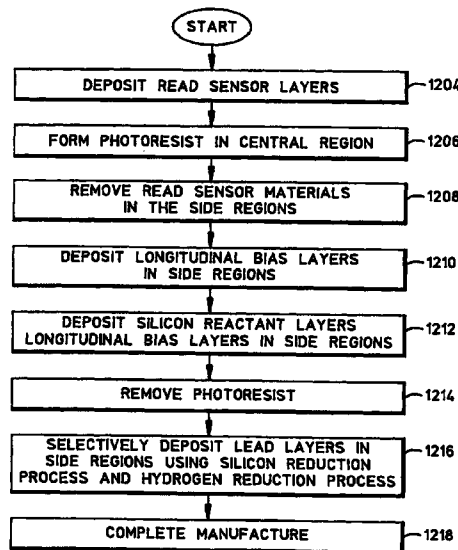 START
DEPOSIT READ SENSOR LAYERS
1204
FORM PHOTORESIST IN CENTRAL REGION
1206
REMOVE READ SENSOR MATERIALS
IN THE SIDE REGIONS
1208
DEPOSIT LONGITUDINAL BIAS LAYERS
IN SIDE REGIONS
1210
DEPOSIT SILICON REACTANT LAYERS
LONGITUDINAL BIAS LAYERS IN SIDE REGIONS
1212
REMOVE PHOTORESIST
1214
SELECTIVELY DEPOSIT LEAD LAYERS IN
SIDE REGIONS USING SILICON REDUCTION
PROCESS AND HYDROGEN REDUCTION PROCESS
1216
COMPLETE MANUFACTURE
1218